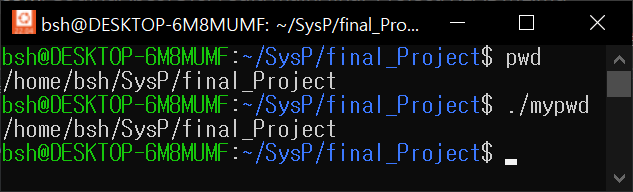 bsh@DESKTOP-6M8MUMF: ~/SysP/final_Pro...
bsh@DESKTOP-6M8MUMF:~/SysP/final_Project$ pwd
/home/bsh/SysP/final_Project
bsh@DESKTOP-6M8MUMF:~/SysP/final_Project$ ./mypwd
/home/bsh/SysP/final_Project
bsh@DESKTOP-6M8MUMF:~/SysP/final_Project$